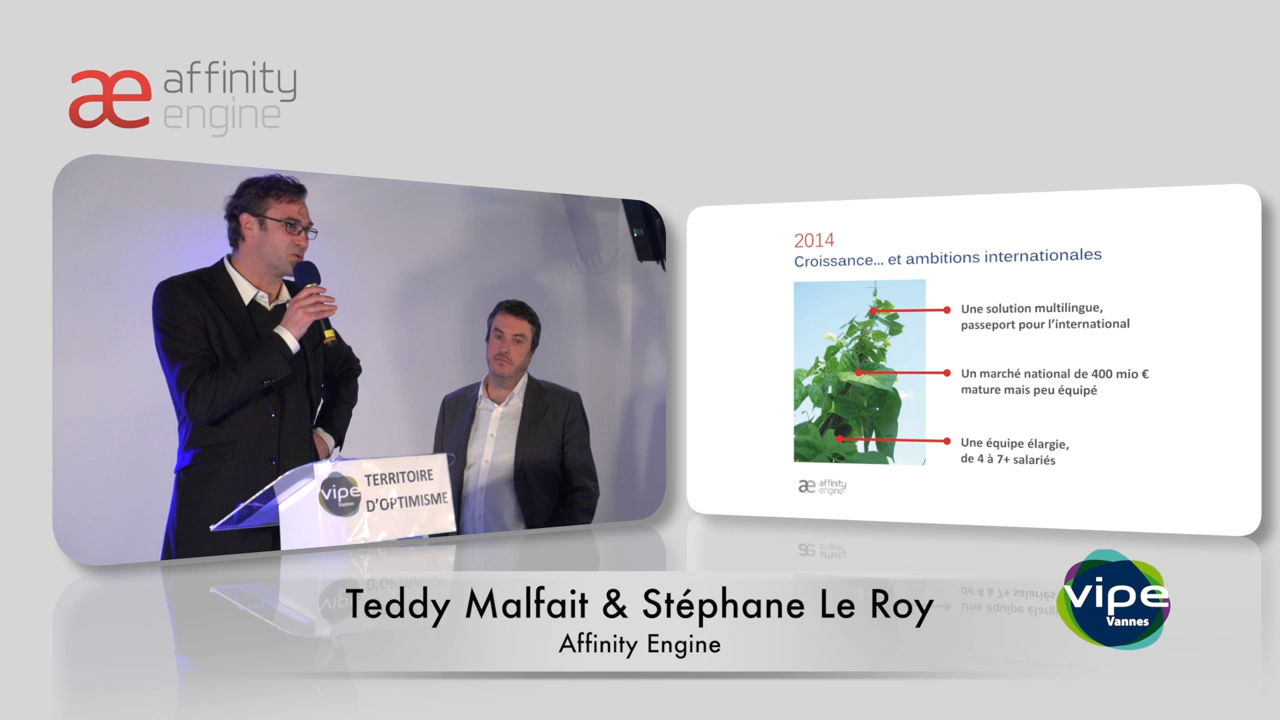 æ affinity
engine
vipe
Vannes
TERRITOIRE
D'OPTIMISME
2014
Croissance... et ambitions internationales
Une solution multilingue,
passeport pour l'international
Un marché national de 400 mio €
mature mais peu équipé
Une équipe élargie,
de 4 à 7+ salariés
æ affinity
engine
Teddy Malfait & Stéphane Le Roy
Affinity Engine
vipe
Vannes